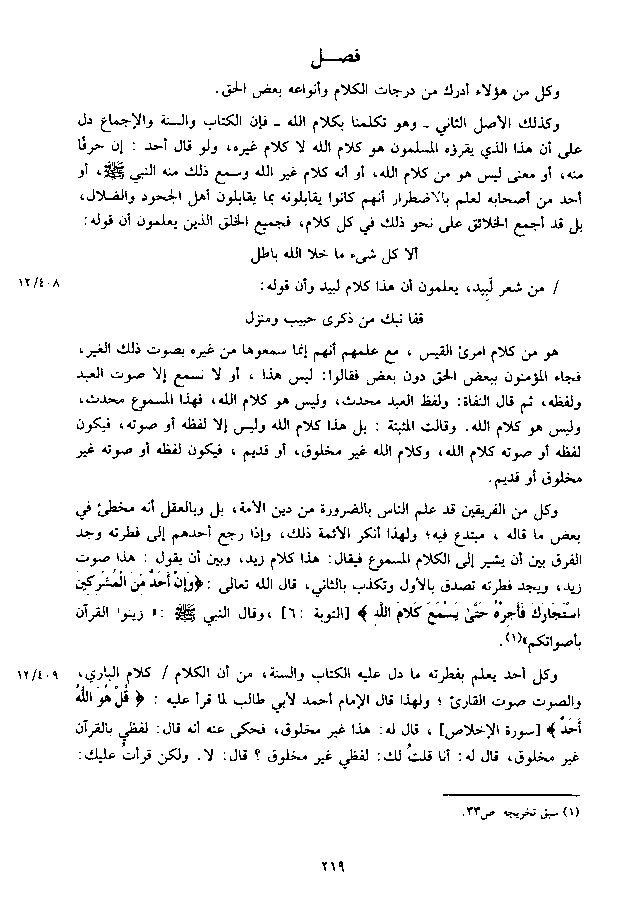 فصـــل
وكل من هؤلاء أدرك من درجات الكلام وأنواعه بعض الحق.
وكذلك الأصل الثاني ـ وهو تكلمنا بكلام الله ـ فإن الكتاب والسنة والإجماع دل
على أن هذا الذي يقرؤه المسلمون هو كلام الله لا كلام غيره، ولو قال أحد : إن حرفًا
منه، أو معنى ليس هو من كلام الله، أو أنه كلام غير الله وسمع ذلك منه النبي ﷺ، أو
أحد من أصحابه لعلم بالاضطرار أنهم كانوا يقابلونه بما يقابلون أهل الجحود والضلال،
بل قد أجمع الخلائق على نحو ذلك في كل كلام، فجميع الخلق الذين يعلمون أن قوله:
ألا كل شىء ما خلا الله باطل
١٢/٤٠٨ / من شعر لَبِيد، يعلمون أن هذا كلام لبيد وأن قوله:
قفا نبك من ذكرى حبيب ومنزل
هو من كلام امرئ القيس ، مع علمهم أنهم إنما سمعوها من غيره بصوت ذلك الغير،
فجاء المؤمنون ببعض الحق دون بعض فقالوا: ليس هذا ، أو لا نسمع إلا صوت العبد
ولفظه، ثم قال النفاة: ولفظ العبد محدث، وليس هو كلام الله، فهذا المسموع محدث،
وليس هو كلام الله. وقالت المثبتة : بل هذا كلام الله وليس إلا لفظه أو صوته، فيكون
لفظه أو صوته كلام الله، وكلام الله غير مخلوق، أو قديم ، فيكون لفظه أو صوته غير
مخلوق أو قديم.
وكل من الفريقين قد علم الناس بالضرورة من دين الأمة، بل وبالعقل أنه مخطئ في
بعض ما قاله ، مبتدع فيه؛ ولهذا أنكر الأئمة ذلك، وإذا رجع أحدهم إلى فطرته وجد
الفرق بين أن يشير إلى الكلام المسموع فيقال: هذا كلام زيد، وبين أن يقول : هذا صوت
زيد، ويجد فطرته تصدق بالأول وتكذب بالثاني، قال الله تعالى :﴿وَإِنْ أَحَدٌ مِّنَ الْمُشْرِكِينَ
اسْتَجَارَكَ فَأَجِرْهُ حَتَّىٰ يَسْمَعَ كَلَامَ اللَّهِ ﴾ [التوبة :٦] ،وقال النبي ﷺ :« زينوا القرآن
بأصواتكم»(١).
١٢/٤٠٩ وكل أحد يعلم بفطرته ما دل عليه الكتاب والسنة، من أن الكلام / كلام الباري،
والصوت صوت القارئ ؛ ولهذا قال الإمام أحمد لأبي طالب لما قرأ عليه : ﴿ قُلْ هُوَ اللَّهُ
أَحَدٌ ﴾ [سورة الإخلاص] ، قال له: هذا غير مخلوق، فحكى عنه أنه قال: لفظي بالقرآن
غير مخلوق، قال له: أنا قلتُ لك: لفظي غير مخلوق ؟ قال: لا. ولكن قرأتُ عليك:
(١) سبق تخريجه ص٣٣.
٢١٩